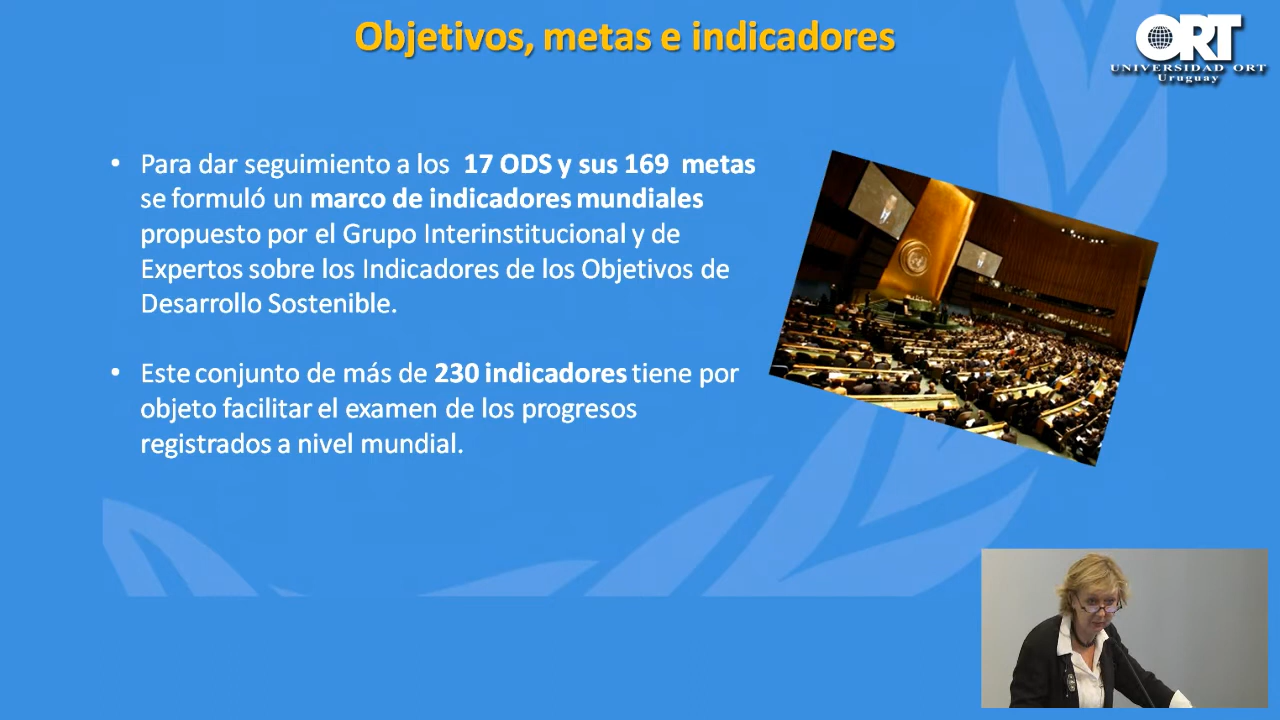 Objetivos, metas e indicadores
ORT
UNIVERSIDAD ORT
Uruguay
• Para dar seguimiento a los 17 ODS y sus 169 metas
se formuló un marco de indicadores mundiales
propuesto por el Grupo Interinstitucional y de
Expertos sobre los Indicadores de los Objetivos de
Desarrollo Sostenible.
• Este conjunto de más de 230 indicadores tiene por
objeto facilitar el examen de los progresos
registrados a nivel mundial.